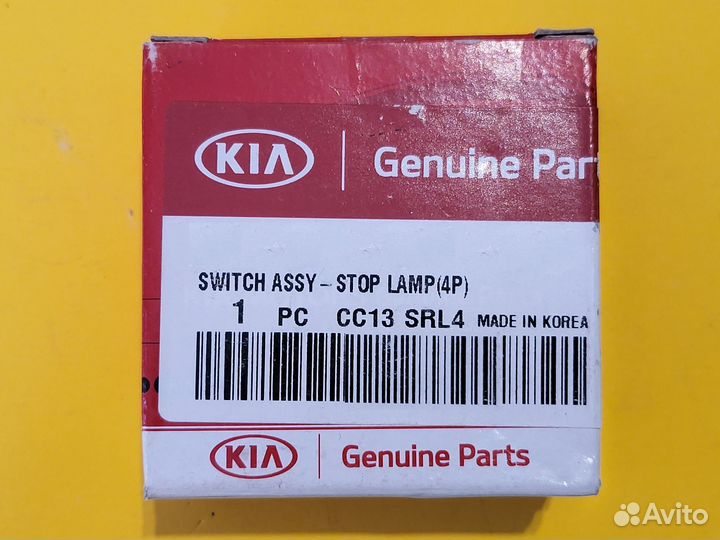 KIA Genuine Par
SWITCH ASSY-STOP LAMP(4P)
1 PC CC13 SRL4 MADE IN KOREA
KIA Genuine Parts
Avito